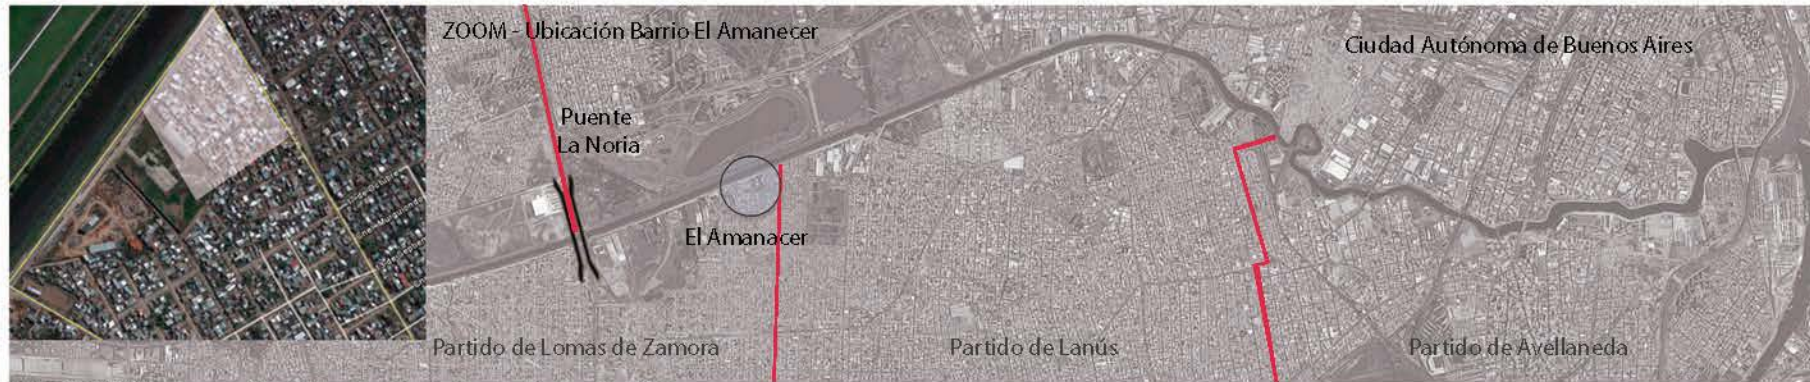 ZOOM - Ubicación Barrio El Amanecer
Ciudad Autónoma de Buenos Aires
Puente
La Noria
El Amanacer
Partido de Lomas de Zamora
Partido de Lanús
Partido de Avellaneda